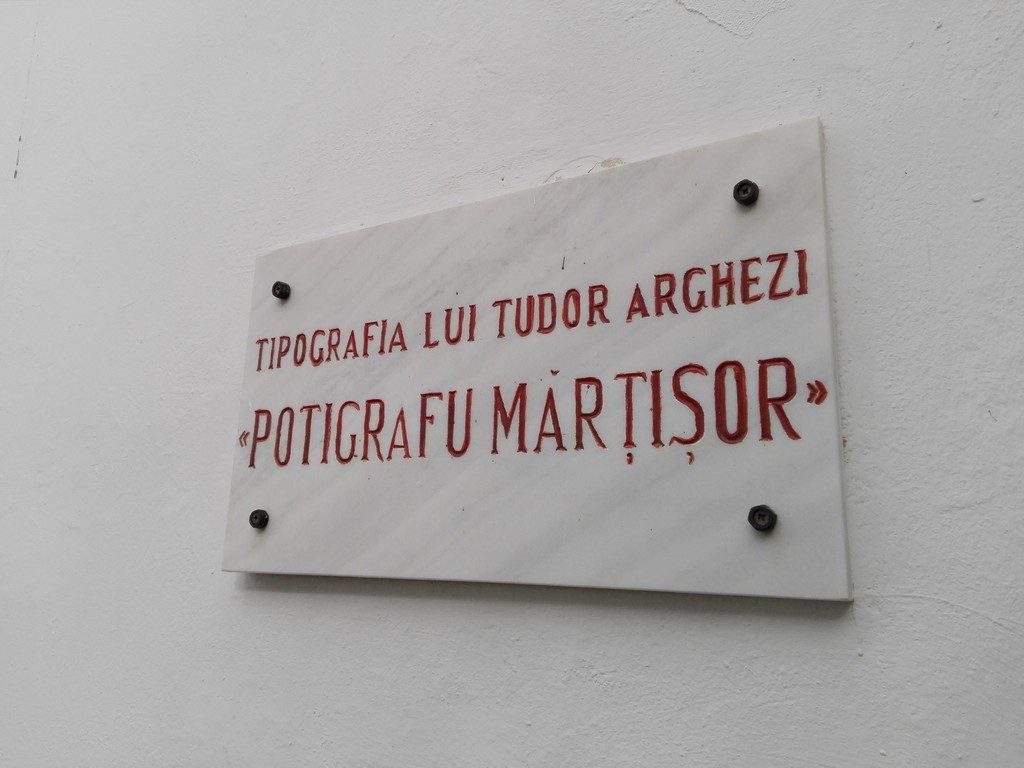 TIPOGRAFIA LUI TUDOR ARGHEZI
«POTIGRAFU MĂRȚIȘOR»